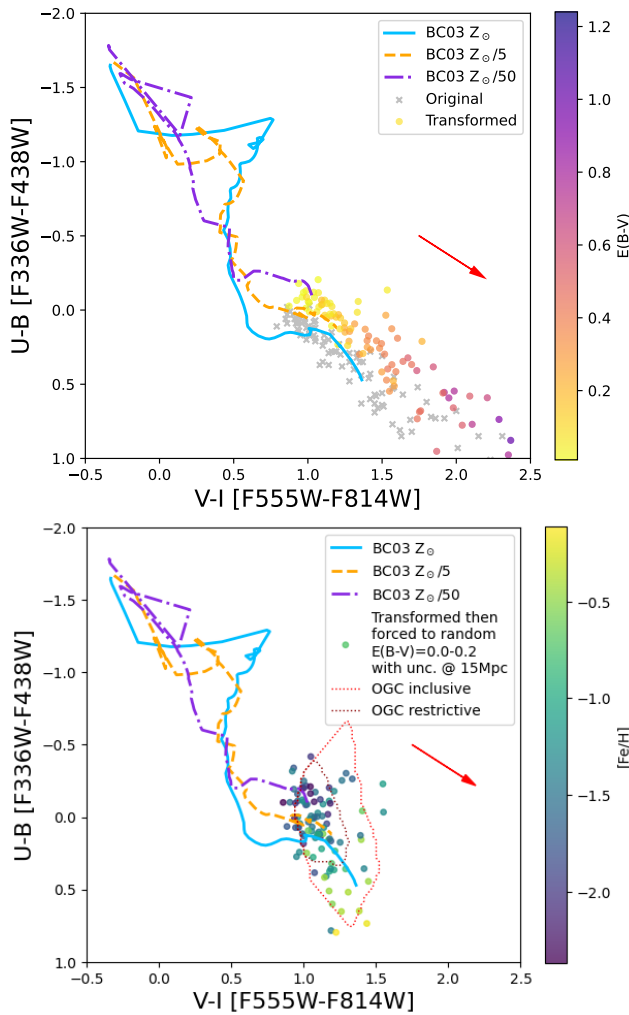 −2.0
−1.5
−1.0
−0.5
0.0
0.5
1.0
U-B [F336W-F438W]
BC03 Z☉
BC03 Z☉/5
BC03 Z☉/50
Original
Transformed
1.2
1.0
0.8
0.6
0.4
0.2
E(B-V)
−0.5 0.0 0.5 1.0 1.5 2.0 2.5
V-I [F555W-F814W]
−2.0
−1.5
−1.0
−0.5
0.0
0.5
1.0
U-B [F336W-F438W]
BC03 Z☉
BC03 Z☉/5
BC03 Z☉/50
Transformed then
forced to random
E(B-V)=0.0-0.2
with unc. @ 15Mpc
OGC inclusive
OGC restrictive
−0.5
−1.0
−1.5
−2.0
[Fe/H]
−0.5 0.0 0.5 1.0 1.5 2.0 2.5
V-I [F555W-F814W]